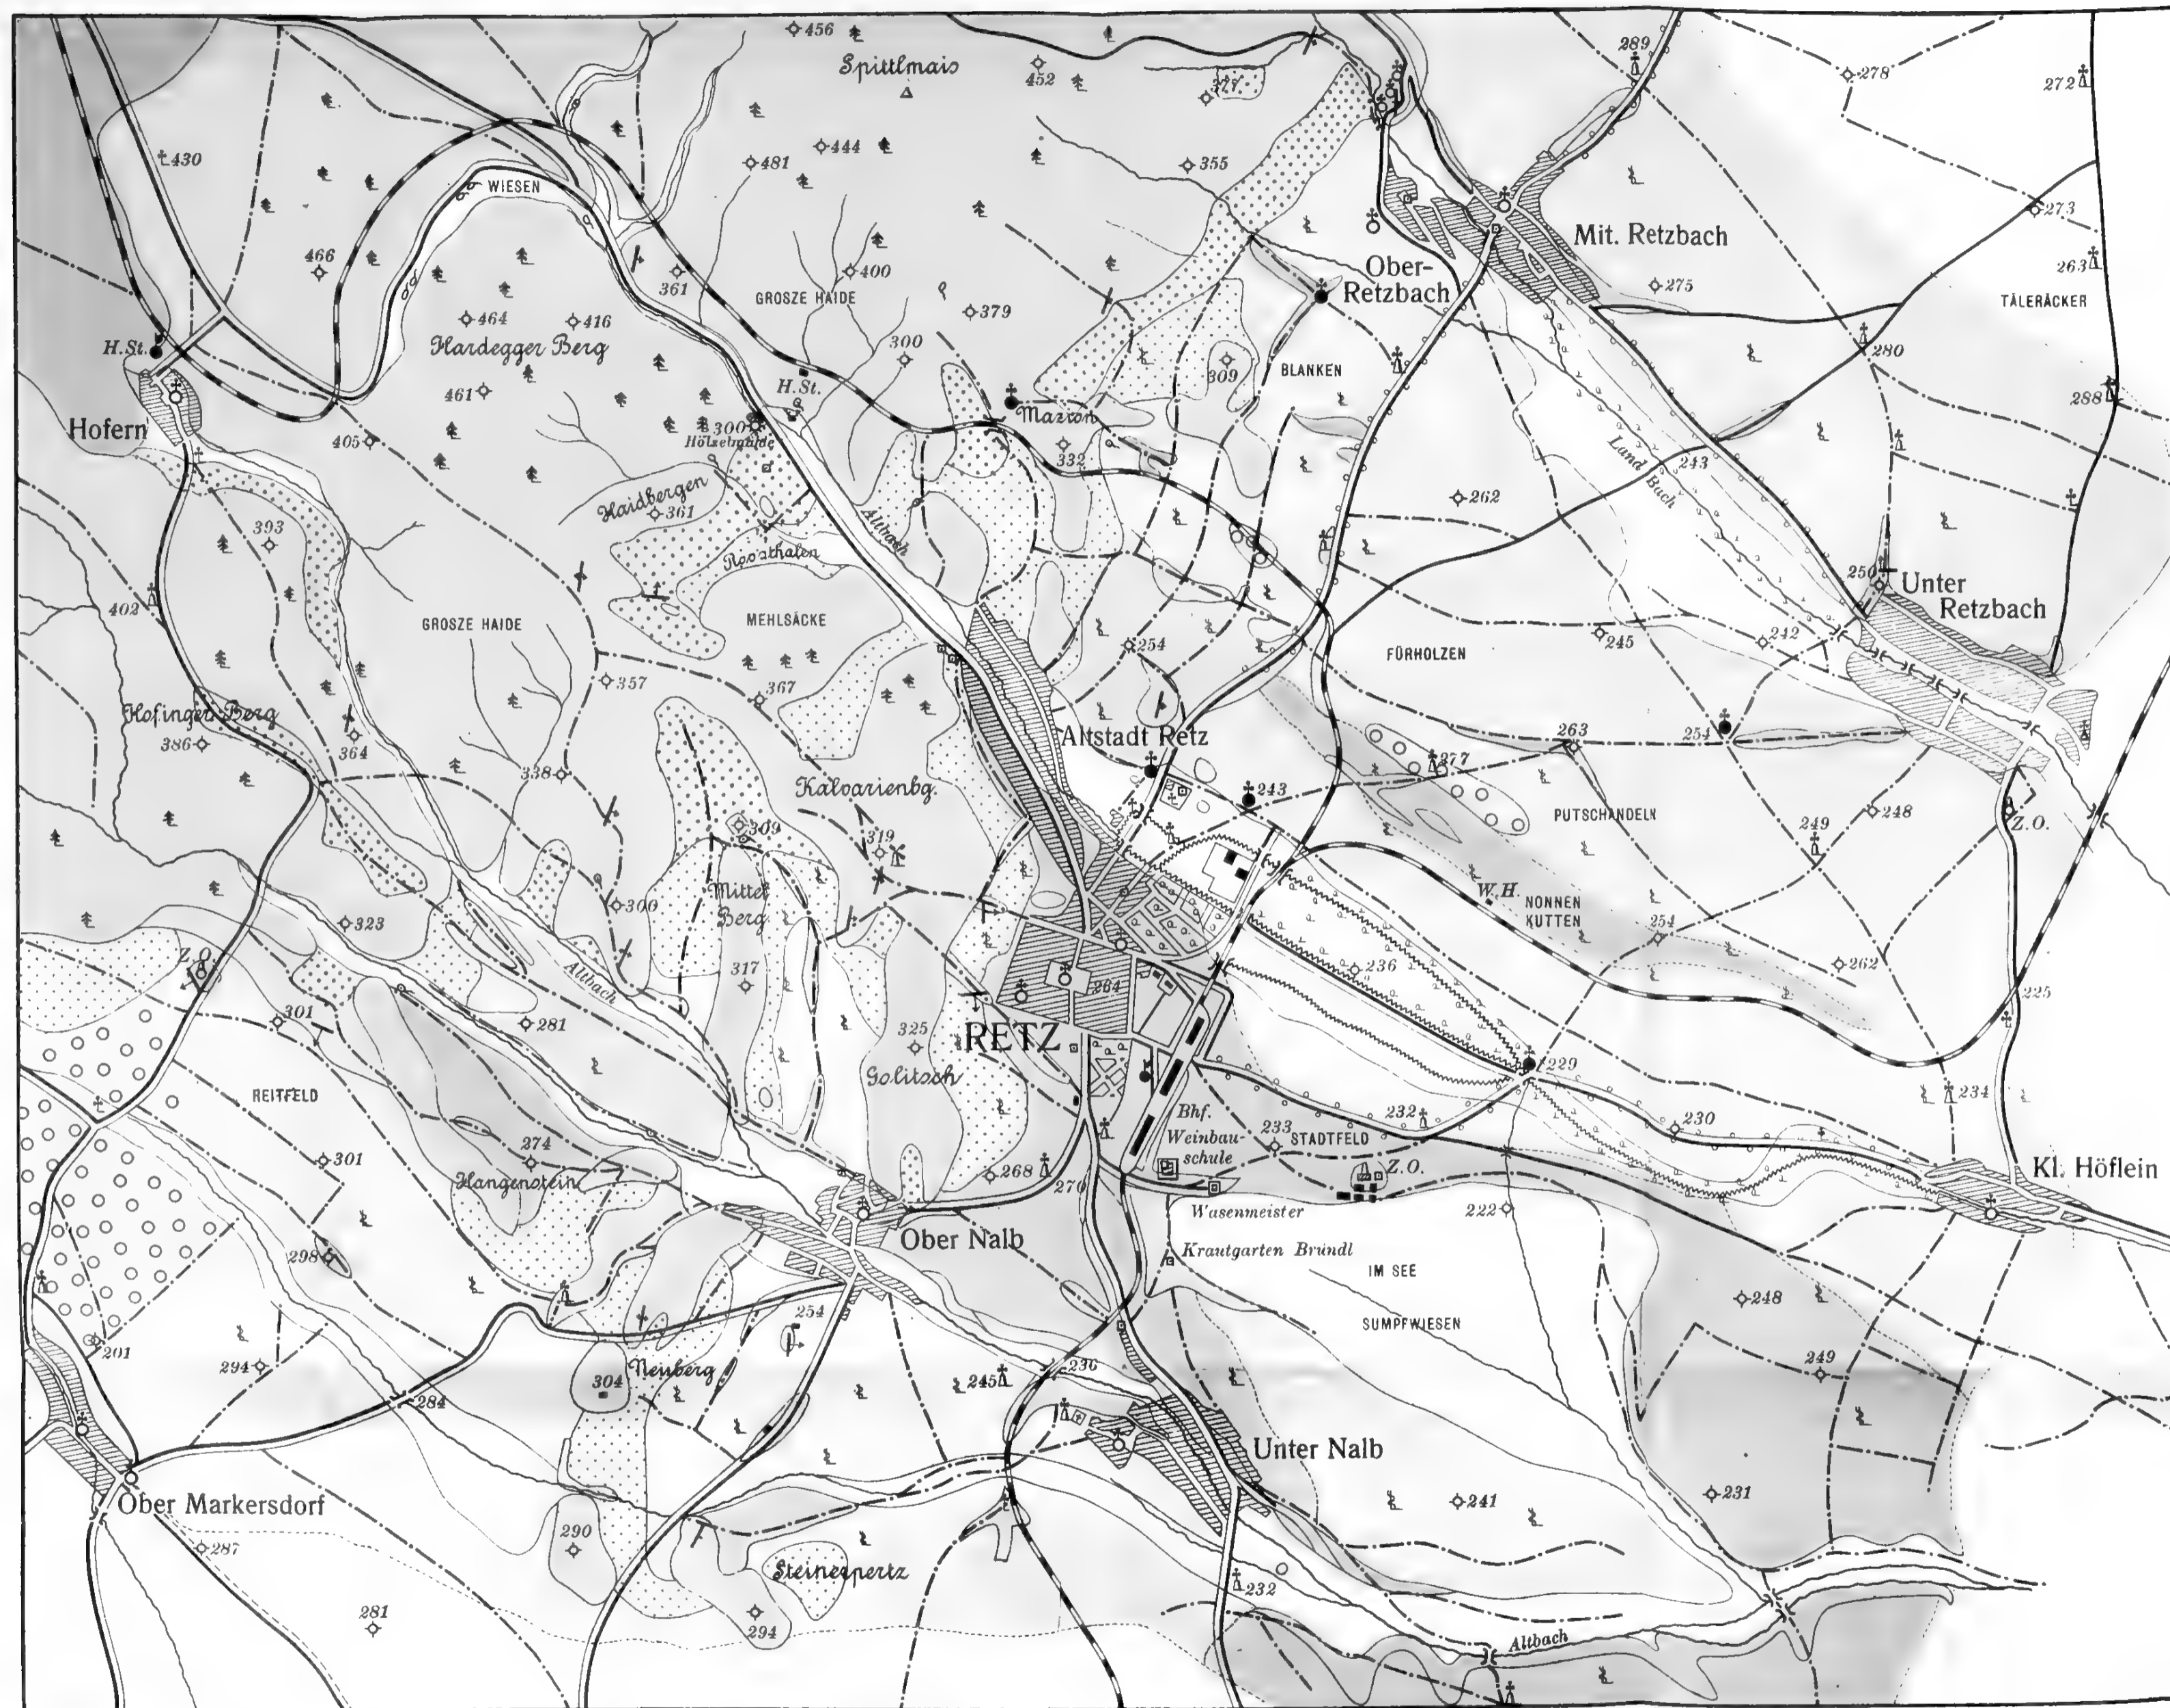 456
Spittlmais
452
377
289
278
272
430
481
444
355
WIESEN
273
Mit. Retzbach
466
361
GROSZE HAIDE
400
Ober-
Retzbach
275
263
TÄLERÄCKER
379
464
416
Hardegger Berg
H.St.
300
309
BLANKEN
280
H.St.
461
288
Hofern
405
300
Hölzelmühle
Marion
332
243
Land Bach
Haidbergen
361
262
393
Altbach
Roosthalen
402
GROSZE HAIDE
MEHLSÄCKE
250
Unter
Retzbach
254
FÜRHOLZEN
245
242
357
367
Hofinger Berg
386
364
Altstadt Retz
263
254
277
338
Kalvarienbg.
243
PUTSCHANDELN
248
249
Z.O.
309
319
Mittel
Berg
300
W.H.
NONNEN
KUTTEN
323
254
Z.O.
317
236
262
Altbach
264
225
301
281
325
RETZ
229
Golitsch
REITFELD
234
Bhf.
232
230
Weinbau-
schule
233
STADTFELD
274
301
Hangenstein
268
270
Z.O.
Kl. Höflein
Wasenmeister
222
298
Ober Nalb
Krautgarten Bründl
IM SEE
254
248
SUMPFWIESEN
201
294
304
Neuberg
236
245
249
284
Unter Nalb
Ober Markersdorf
241
231
287
290
Steinerpertz
232
281
294
Altbach